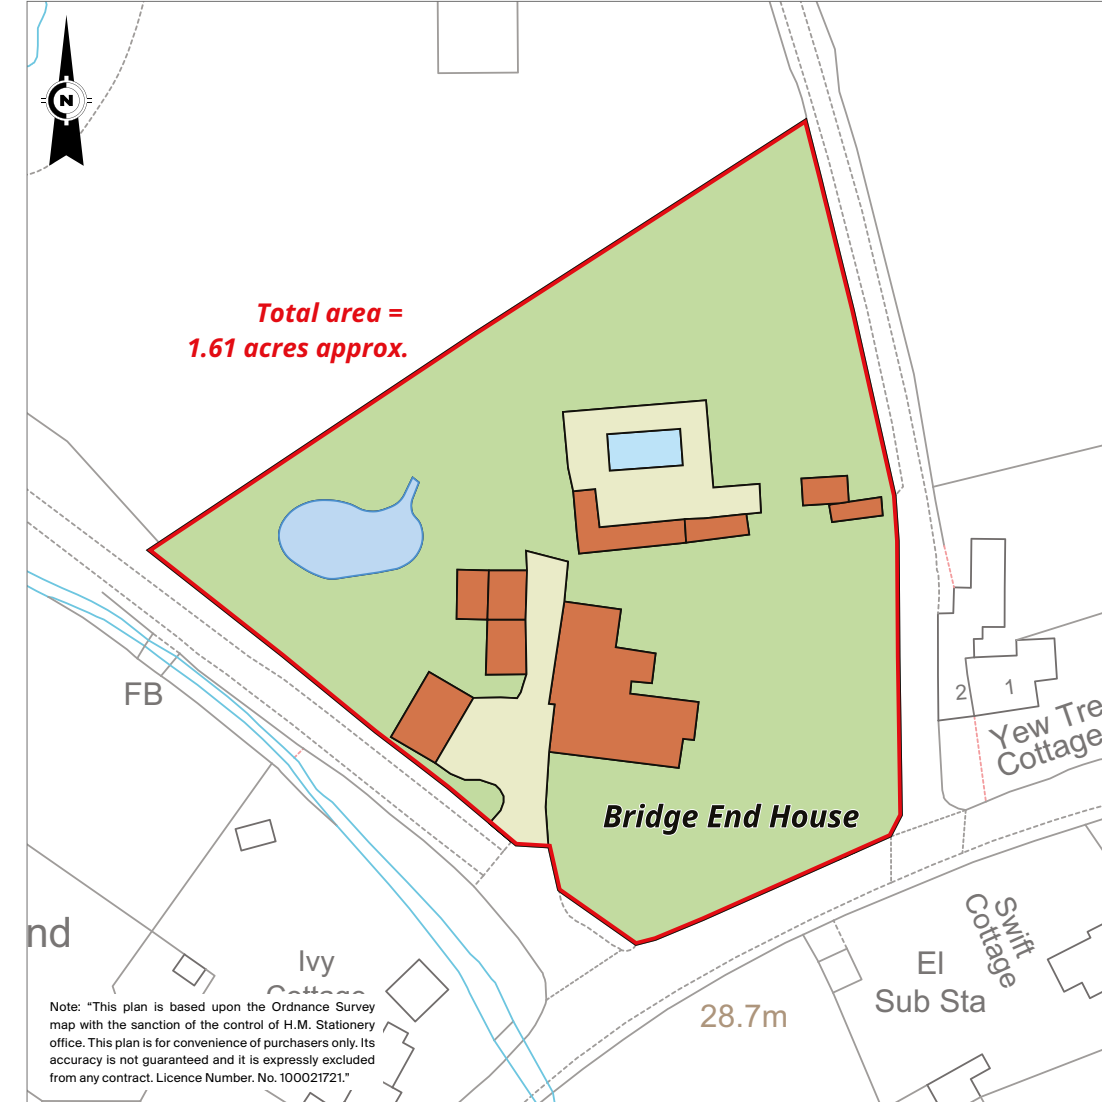 N
Total area =
1.61 acres approx.
FB
2
1
Yew Tre
Cottage
Bridge End House
Swift
Cottage
nd
El
Sub Sta
Ivy
Cottage
28.7m
Note: “This plan is based upon the Ordnance Survey
map with the sanction of the control of H.M. Stationery
office. This plan is for convenience of purchasers only. Its
accuracy is not guaranteed and it is expressly excluded
from any contract. Licence Number. No. 100021721.”